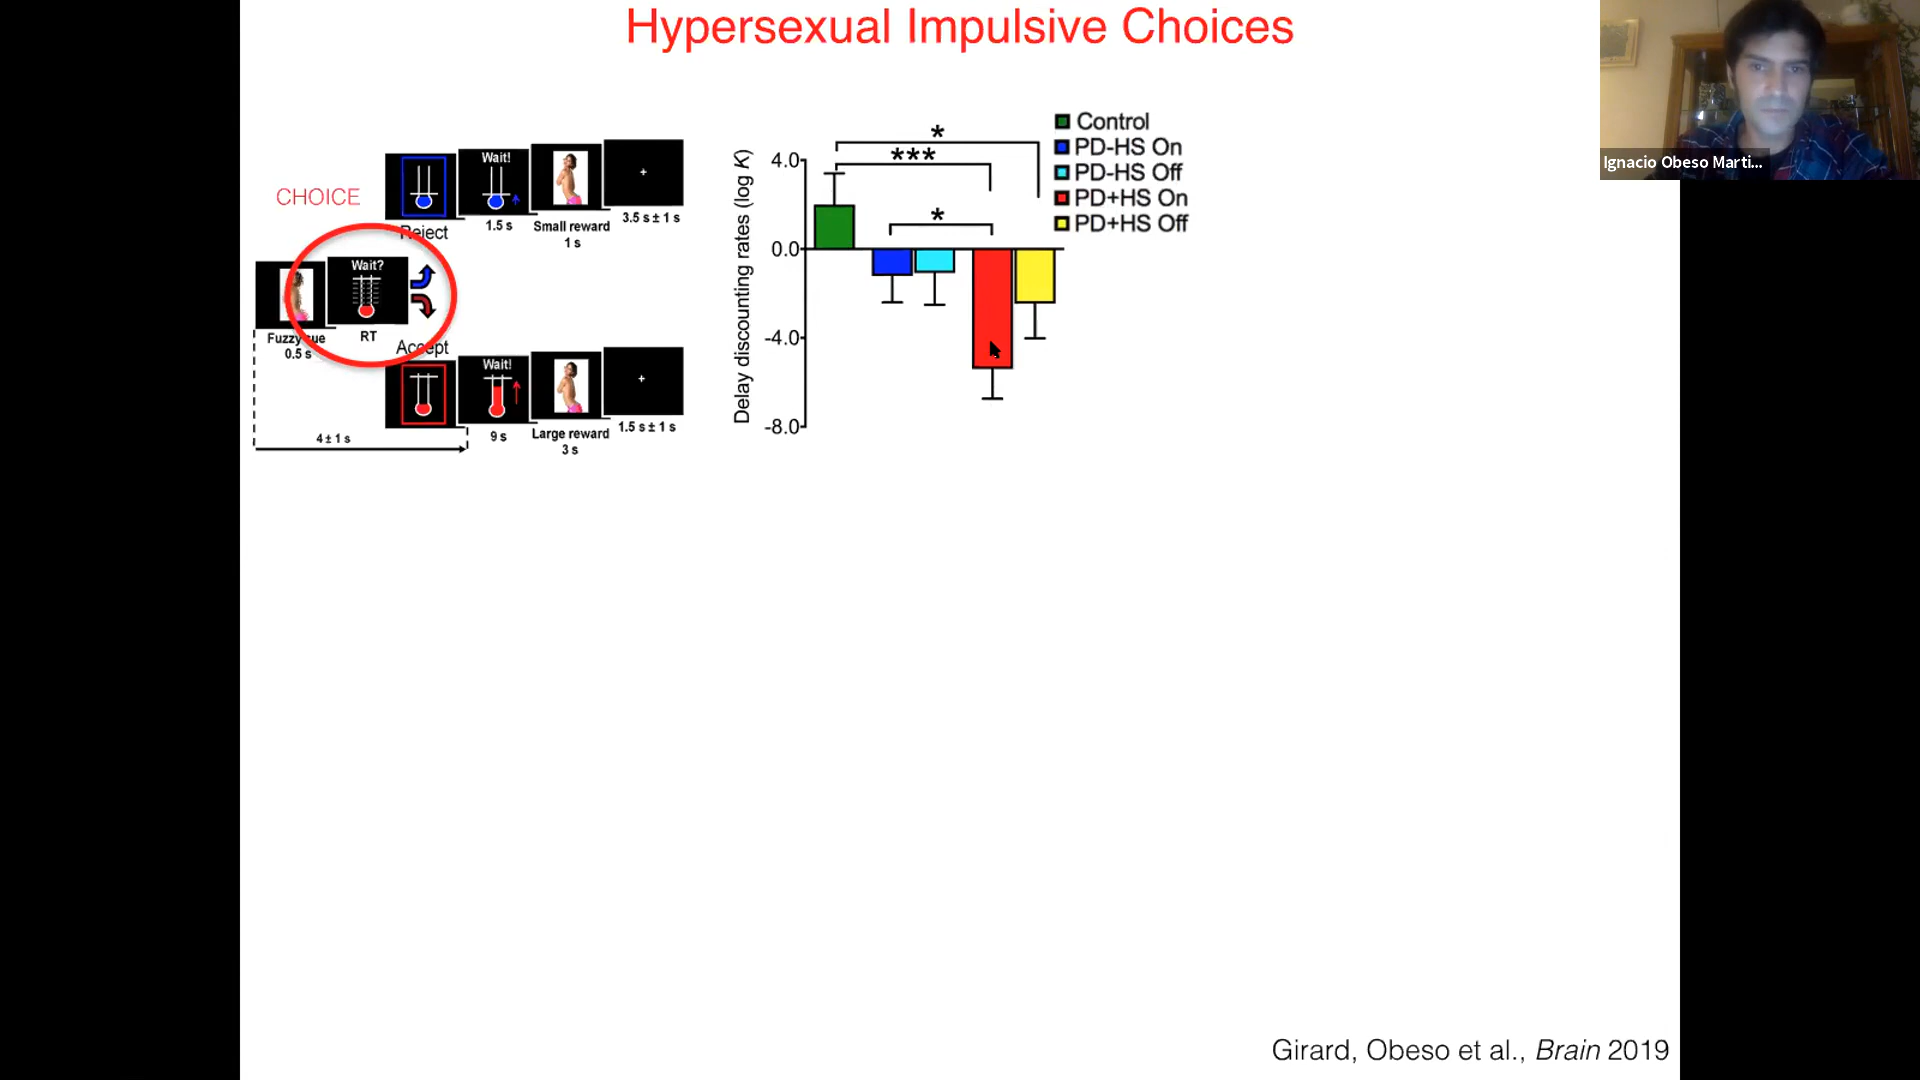 Hypersexual Impulsive Choices
Ignacio Obeso Marti...
CHOICE
Wait!
+
1.5 s
Small reward
1 s
3.5 s ± 1 s
Reject
Wait?
Fuzzy cue
0.5 s
RT
Accept
Wait!
+
9 s
Large reward
3 s
1.5 s ± 1 s
4 ± 1 s
Delay discounting rates (log K)
4.0
0.0
-4.0
-8.0
*
***
*
Control
PD-HS On
PD-HS Off
PD+HS On
PD+HS Off
Girard, Obeso et al., Brain 2019